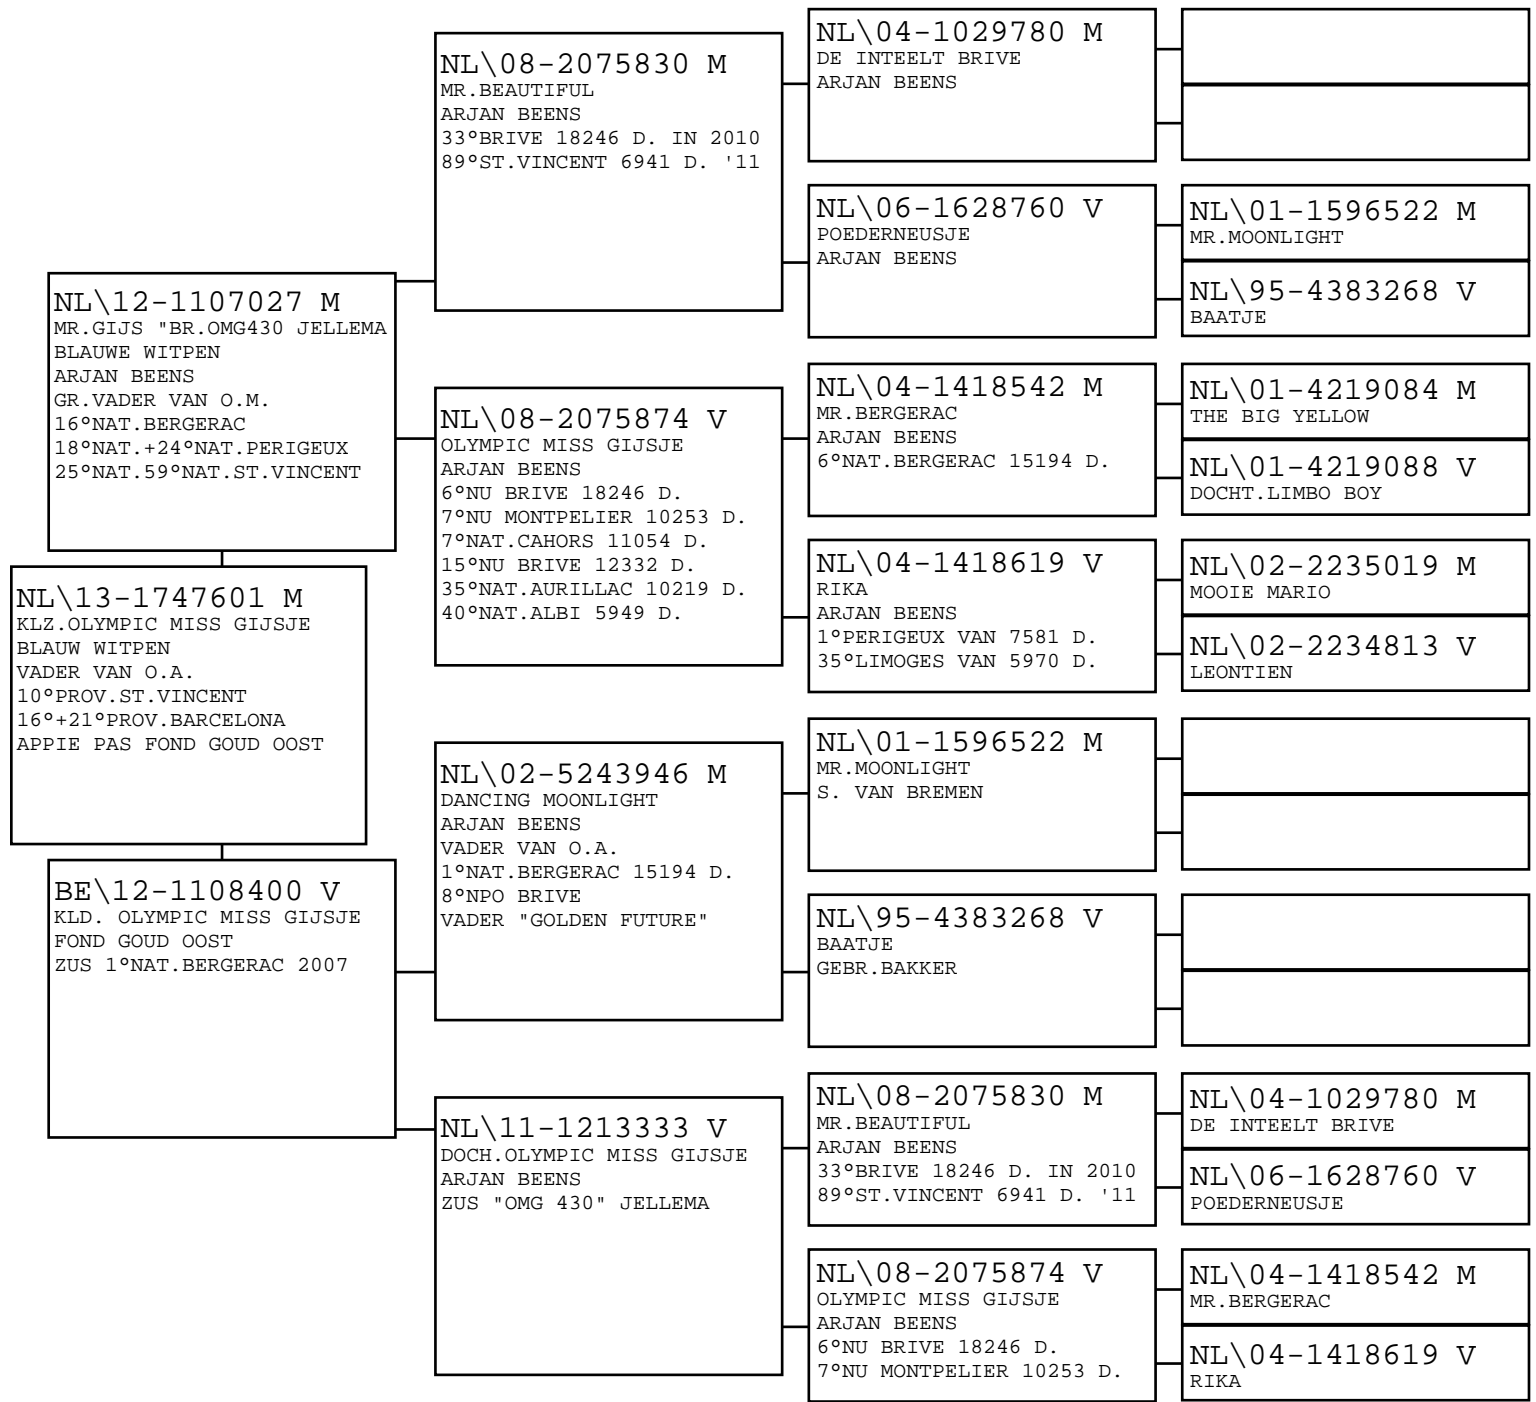 NL\13-1747601 M
KLZ.OLYMPIC MISS GIJSJE
BLAUW WITPEN
VADER VAN O.A.
10°PROV.ST.VINCENT
16°+21°PROV.BARCELONA
APPIE PAS FOND GOUD OOST
NL\12-1107027 M
MR.GIJS "BR.OMG430 JELLEMA
BLAUWE WITPEN
ARJAN BEENS
GR.VADER VAN O.M.
16°NAT.BERGERAC
18°NAT.+24°NAT.PERIGEUX
25°NAT.59°NAT.ST.VINCENT
BE\12-1108400 V
KLD. OLYMPIC MISS GIJSJE
FOND GOUD OOST
ZUS 1°NAT.BERGERAC 2007
NL\08-2075830 M
MR.BEAUTIFUL
ARJAN BEENS
33°BRIVE 18246 D. IN 2010
89°ST.VINCENT 6941 D. '11
NL\08-2075874 V
OLYMPIC MISS GIJSJE
ARJAN BEENS
6°NU BRIVE 18246 D.
7°NU MONTPELIER 10253 D.
7°NAT.CAHORS 11054 D.
15°NU BRIVE 12332 D.
35°NAT.AURILLAC 10219 D.
40°NAT.ALBI 5949 D.
NL\02-5243946 M
DANCING MOONLIGHT
ARJAN BEENS
VADER VAN O.A.
1°NAT.BERGERAC 15194 D.
8°NPO BRIVE
VADER "GOLDEN FUTURE"
NL\11-1213333 V
DOCH.OLYMPIC MISS GIJSJE
ARJAN BEENS
ZUS "OMG 430" JELLEMA
NL\04-1029780 M
DE INTEELT BRIVE
ARJAN BEENS
NL\06-1628760 V
POEDERNEUSJE
ARJAN BEENS
NL\04-1418542 M
MR.BERGERAC
ARJAN BEENS
6°NAT.BERGERAC 15194 D.
NL\04-1418619 V
RIKA
ARJAN BEENS
1°PERIGEUX VAN 7581 D.
35°LIMOGES VAN 5970 D.
NL\01-1596522 M
MR.MOONLIGHT
S. VAN BREMEN
NL\95-4383268 V
BAATJE
GEBR.BAKKER
NL\08-2075830 M
MR.BEAUTIFUL
ARJAN BEENS
33°BRIVE 18246 D. IN 2010
89°ST.VINCENT 6941 D. '11
NL\08-2075874 V
OLYMPIC MISS GIJSJE
ARJAN BEENS
6°NU BRIVE 18246 D.
7°NU MONTPELIER 10253 D.
NL\01-1596522 M
MR.MOONLIGHT
NL\95-4383268 V
BAATJE
NL\01-4219084 M
THE BIG YELLOW
NL\01-4219088 V
DOCHT.LIMBO BOY
NL\02-2235019 M
MOOIE MARIO
NL\02-2234813 V
LEONTIEN
NL\04-1029780 M
DE INTEELT BRIVE
NL\06-1628760 V
POEDERNEUSJE
NL\04-1418542 M
MR.BERGERAC
NL\04-1418619 V
RIKA